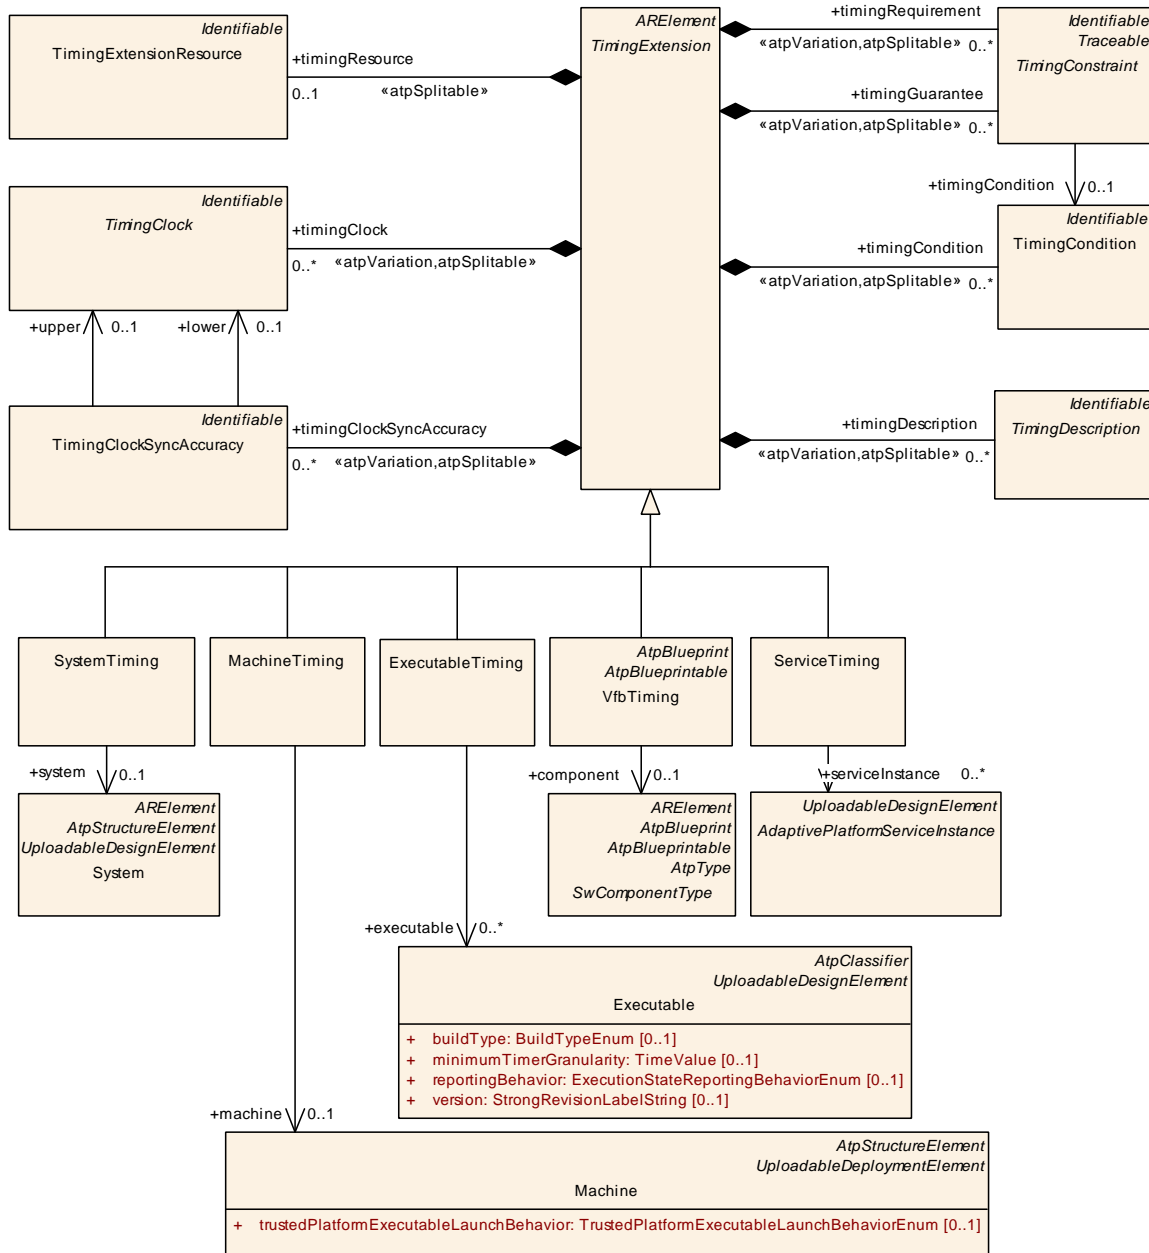 Identifiable
TimingExtensionResource
+timingResource
0..1
«atpSplitable»
ARElement
TimingExtension
+timingRequirement
«atpVariation,atpSplitable»
0..*
Identifiable
Traceable
TimingConstraint
+timingGuarantee
«atpVariation,atpSplitable»
0..*
+timingCondition
0..1
Identifiable
TimingClock
+timingClock
0..*
«atpVariation,atpSplitable»
Identifiable
TimingCondition
+timingCondition
«atpVariation,atpSplitable»
0..*
+upper
0..1
+lower
0..1
Identifiable
TimingClockSyncAccuracy
+timingClockSyncAccuracy
0..*
«atpVariation,atpSplitable»
+timingDescription
«atpVariation,atpSplitable»
0..*
Identifiable
TimingDescription
SystemTiming
MachineTiming
ExecutableTiming
AtpBlueprint
AtpBlueprintable
VfbTiming
ServiceTiming
+system
0..1
+component
0..1
+serviceInstance
0..*
ARElement
AtpStructureElement
UploadableDesignElement
System
ARElement
AtpBlueprint
AtpBlueprintable
AtpType
SwComponentType
UploadableDesignElement
AdaptivePlatformServiceInstance
+executable
0..*
AtpClassifier
UploadableDesignElement
Executable
+ buildType: BuildTypeEnum [0..1]
+ minimumTimerGranularity: TimeValue [0..1]
+ reportingBehavior: ExecutionStateReportingBehaviorEnum [0..1]
+ version: StrongRevisionLabelString [0..1]
+machine
0..1
AtpStructureElement
UploadableDeploymentElement
Machine
+ trustedPlatformExecutableLaunchBehavior: TrustedPlatformExecutableLaunchBehaviorEnum [0..1]